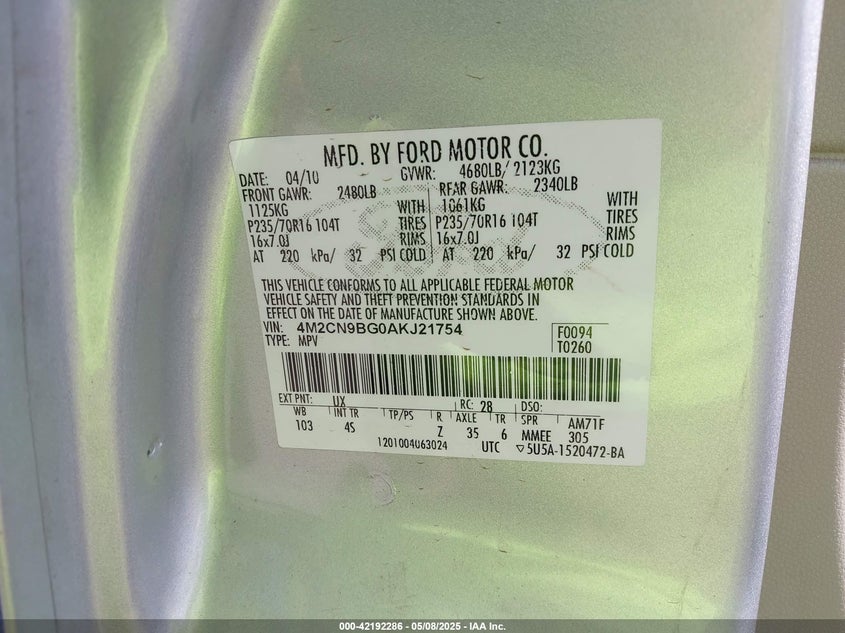 MFD. BY FORD MOTOR CO.
DATE: 04/10 GVWR: 4680LB/ 2123KG
FRONT GAWR: 2480LB REAR GAWR: 2340LB
1125KG WITH 1061KG WITH
P235/70R16 104T TIRES P235/70R16 104T TIRES
16x7.0J RIMS 16x7.0J RIMS
AT 220 kPa/ 32 PSI COLD AT 220 kPa/ 32 PSI COLD
THIS VEHICLE CONFORMS TO ALL APPLICABLE FEDERAL MOTOR
VEHICLE SAFETY AND THEFT PREVENTION STANDARDS IN
EFFECT ON THE DATE OF MANUFACTURE SHOWN ABOVE.
VIN: 4M2CN9BG0AKJ21754 F0094
TYPE: MPV T0260
EXT PNT: UX RC: 28 DSO:
WB INT TR TP/PS R AXLE TR SPR AM71F
103 4S Z 35 6 MMEE 305
1201004063024 UTC ▽5U5A-1520472-BA
000-42192286 - 05/08/2025 - IAA Inc.